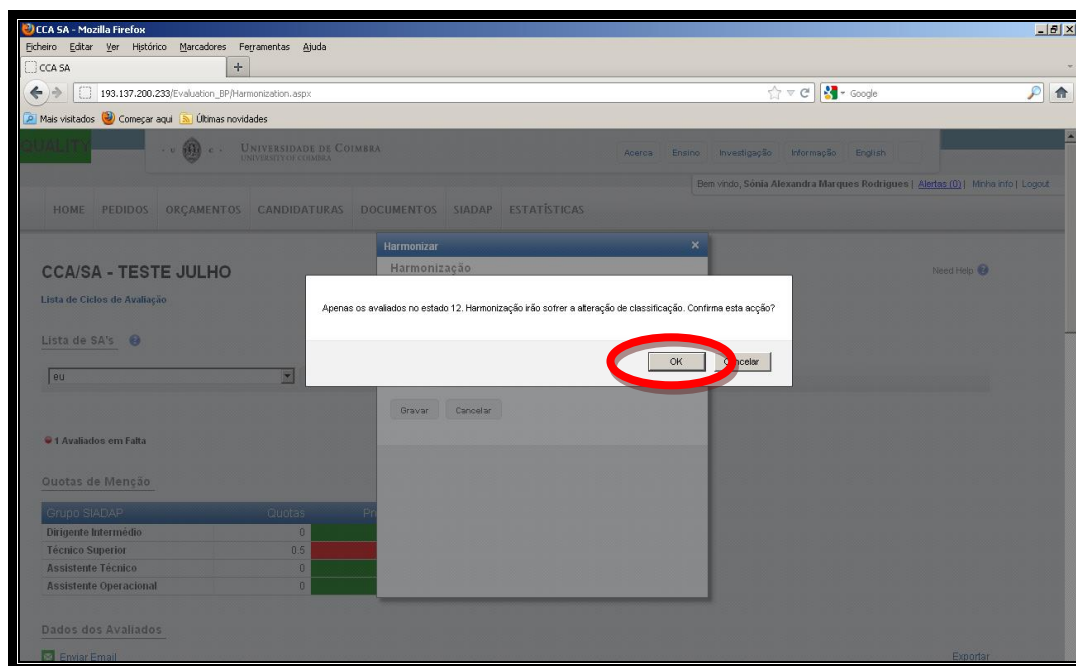 CCA SA - Mozilla Firefox
Ficheiro Editar Ver Histórico Marcadores Ferramentas Ajuda
CCA SA
193.137.200.233/Evaluation_BP/Harmonization.aspx
Google
Mais visitados Começar aqui Últimas novidades
QUALITY
UNIVERSIDADE DE COIMBRA
UNIVERSITY OF COIMBRA
Acerca Ensino Investigação Informação English
Bem vindo, Sónia Alexandra Marques Rodrigues | Alertas (0) | Minha info | Logout
HOME PEDIDOS ORÇAMENTOS CANDIDATURAS DOCUMENTOS SIADAP ESTATÍSTICAS
Harmonizar
Harmonização
CCA/SA - TESTE JULHO
Need Help
Lista de Ciclos de Avaliação
Apenas os avaliados no estado 12. Harmonização irão sofrer a alteração de classificação. Confirma esta acção?
Lista de SA's
OK Cancelar
eu
Gravar Cancelar
1 Avaliados em Falta
Quotas de Menção
Grupo SIADAP Quotas
Dirigente Intermédio 0
Técnico Superior 0.5
Assistente Técnico 0
Assistente Operacional 0
Dados dos Avaliados
Enviar Email Exportar